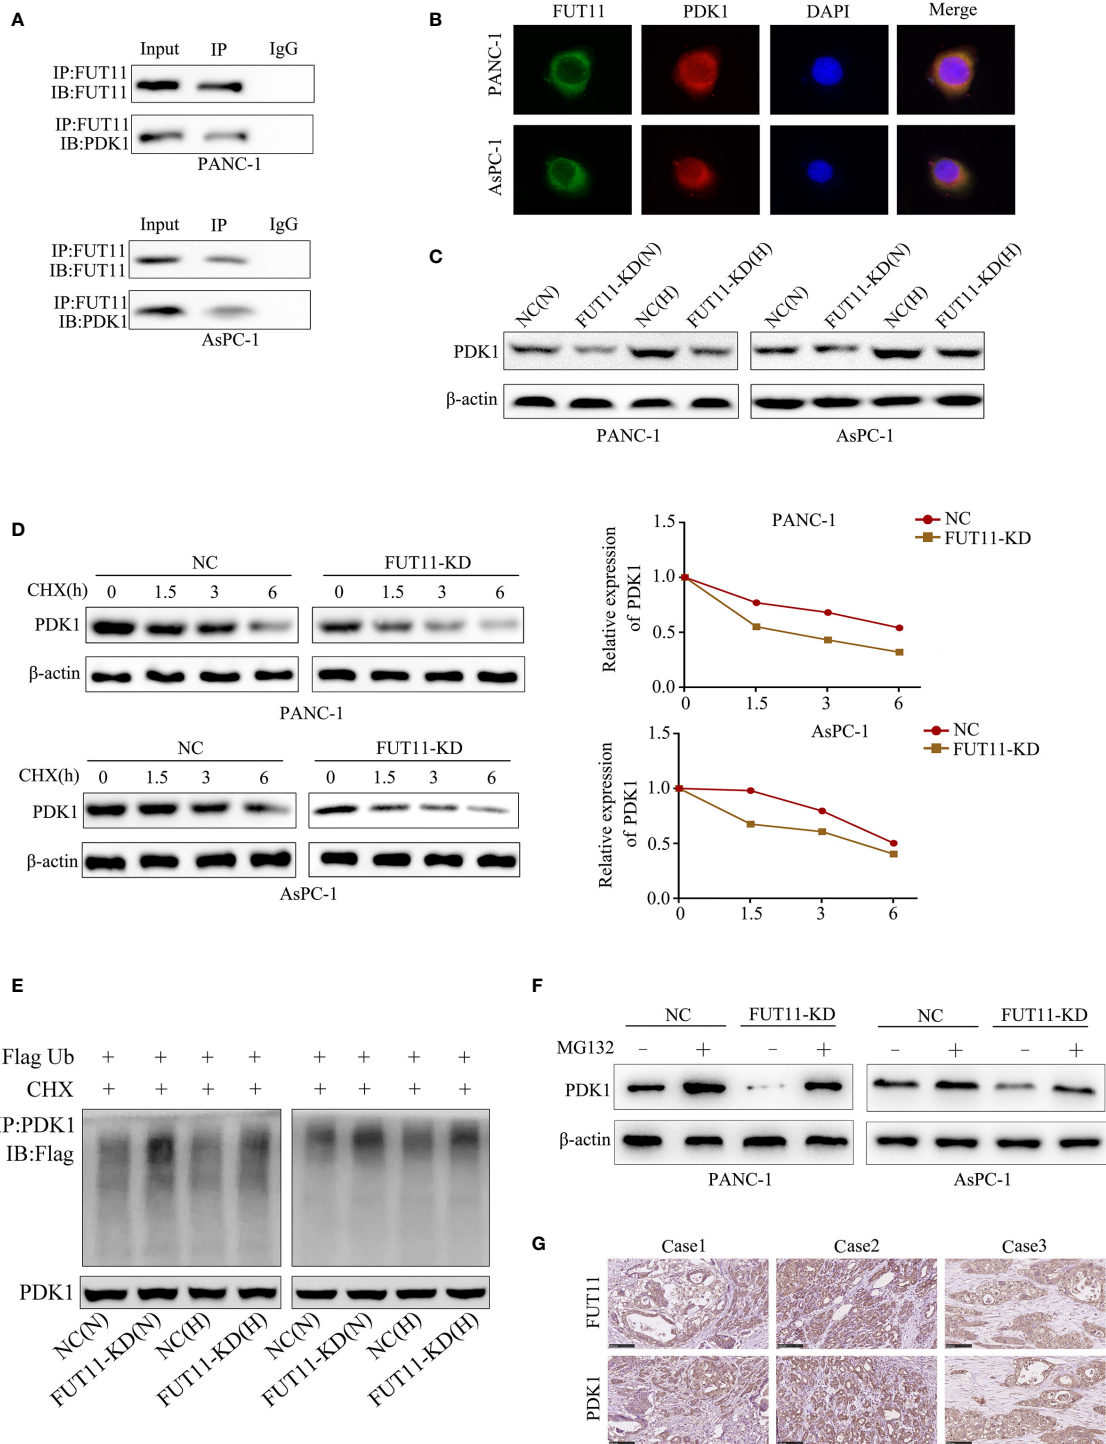 A
Input IP IgG
IP:FUT11
IB:FUT11
IP:FUT11
IB:PDK1
PANC-1
Input IP IgG
IP:FUT11
IB:FUT11
IP:FUT11
IB:PDK1
AsPC-1
B
FUT11 PDK1 DAPI Merge
PANC-1
AsPC-1
C
NC(N) FUT11-KD(N) NC(H) FUT11-KD(H) NC(N) FUT11-KD(N) NC(H) FUT11-KD(H)
PDK1
β-actin
PANC-1 AsPC-1
D
NC FUT11-KD
CHX(h) 0 1.5 3 6 0 1.5 3 6
PDK1
β-actin
PANC-1
NC FUT11-KD
CHX(h) 0 1.5 3 6 0 1.5 3 6
PDK1
β-actin
AsPC-1
PANC-1
NC
FUT11-KD
Relative expression
of PDK1
1.5
1.0
0.5
0.0
0 1.5 3 6
AsPC-1
NC
FUT11-KD
Relative expression
of PDK1
1.5
1.0
0.5
0.0
0 1.5 3 6
E
Flag Ub + + + + + + + +
CHX + + + + + + + +
IP:PDK1
IB:Flag
PDK1
NC(N) FUT11-KD(N) NC(H) FUT11-KD(H) NC(N) FUT11-KD(N) NC(H) FUT11-KD(H)
F
NC FUT11-KD NC FUT11-KD
MG132 − + - + − + - +
PDK1
β-actin
PANC-1 AsPC-1
G
Case1 Case2 Case3
FUT11
PDK1